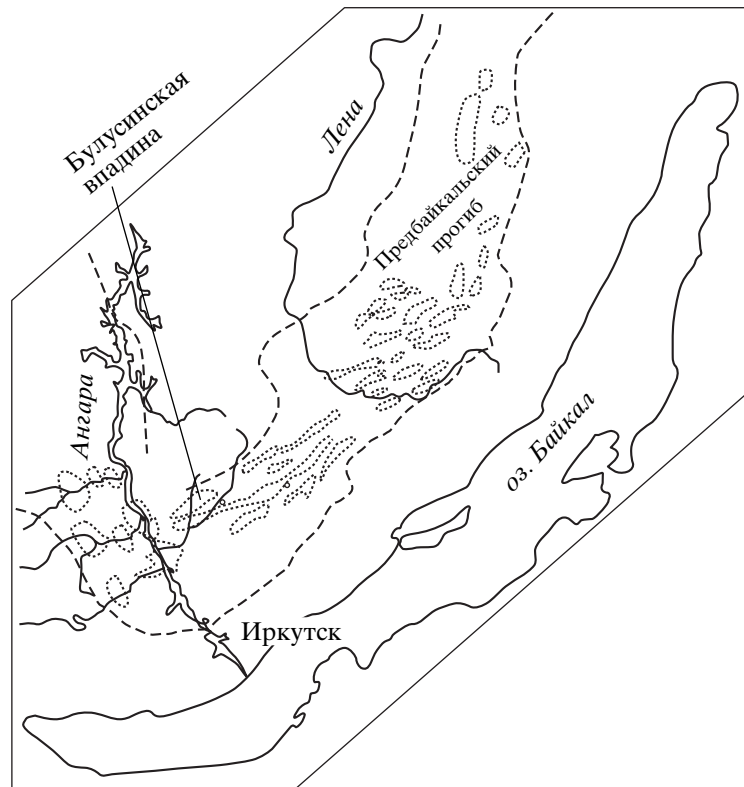 Булусинская
впадина
Лена
Предбайкальский
прогиб
Ангара
оз. Байкал
Иркутск